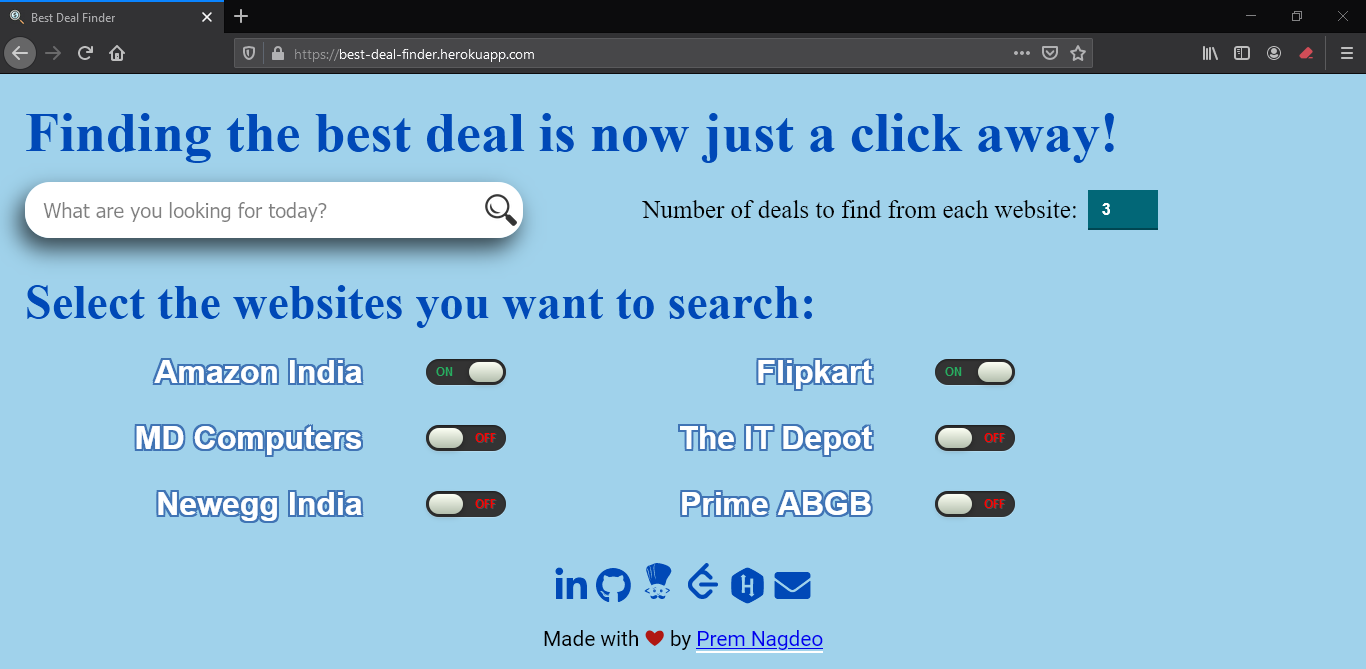 Best Deal Finder
https://best-deal-finder.herokuapp.com
Finding the best deal is now just a click away!
What are you looking for today?
Number of deals to find from each website: 3
Select the websites you want to search:
Amazon India ON Flipkart ON
MD Computers OFF The IT Depot OFF
Newegg India OFF Prime ABGB OFF
in H
Made with ❤ by Prem Nagdeo